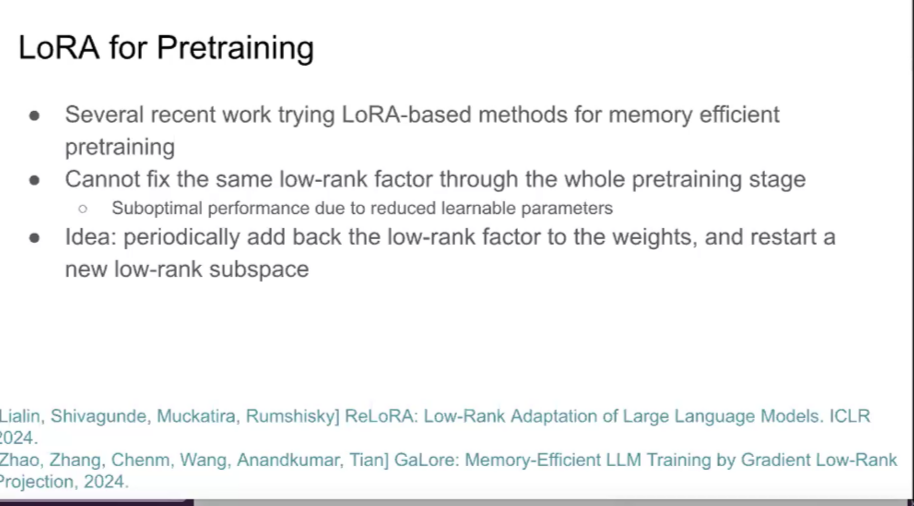 LoRA for Pretraining
● Several recent work trying LoRA-based methods for memory efficient
pretraining
● Cannot fix the same low-rank factor through the whole pretraining stage
○ Suboptimal performance due to reduced learnable parameters
● Idea: periodically add back the low-rank factor to the weights, and restart a
new low-rank subspace
Lialin, Shivagunde, Muckatira, Rumshisky] ReLoRA: Low-Rank Adaptation of Large Language Models. ICLR
2024.
Zhao, Zhang, Chenm, Wang, Anandkumar, Tian] GaLore: Memory-Efficient LLM Training by Gradient Low-Rank
Projection, 2024.